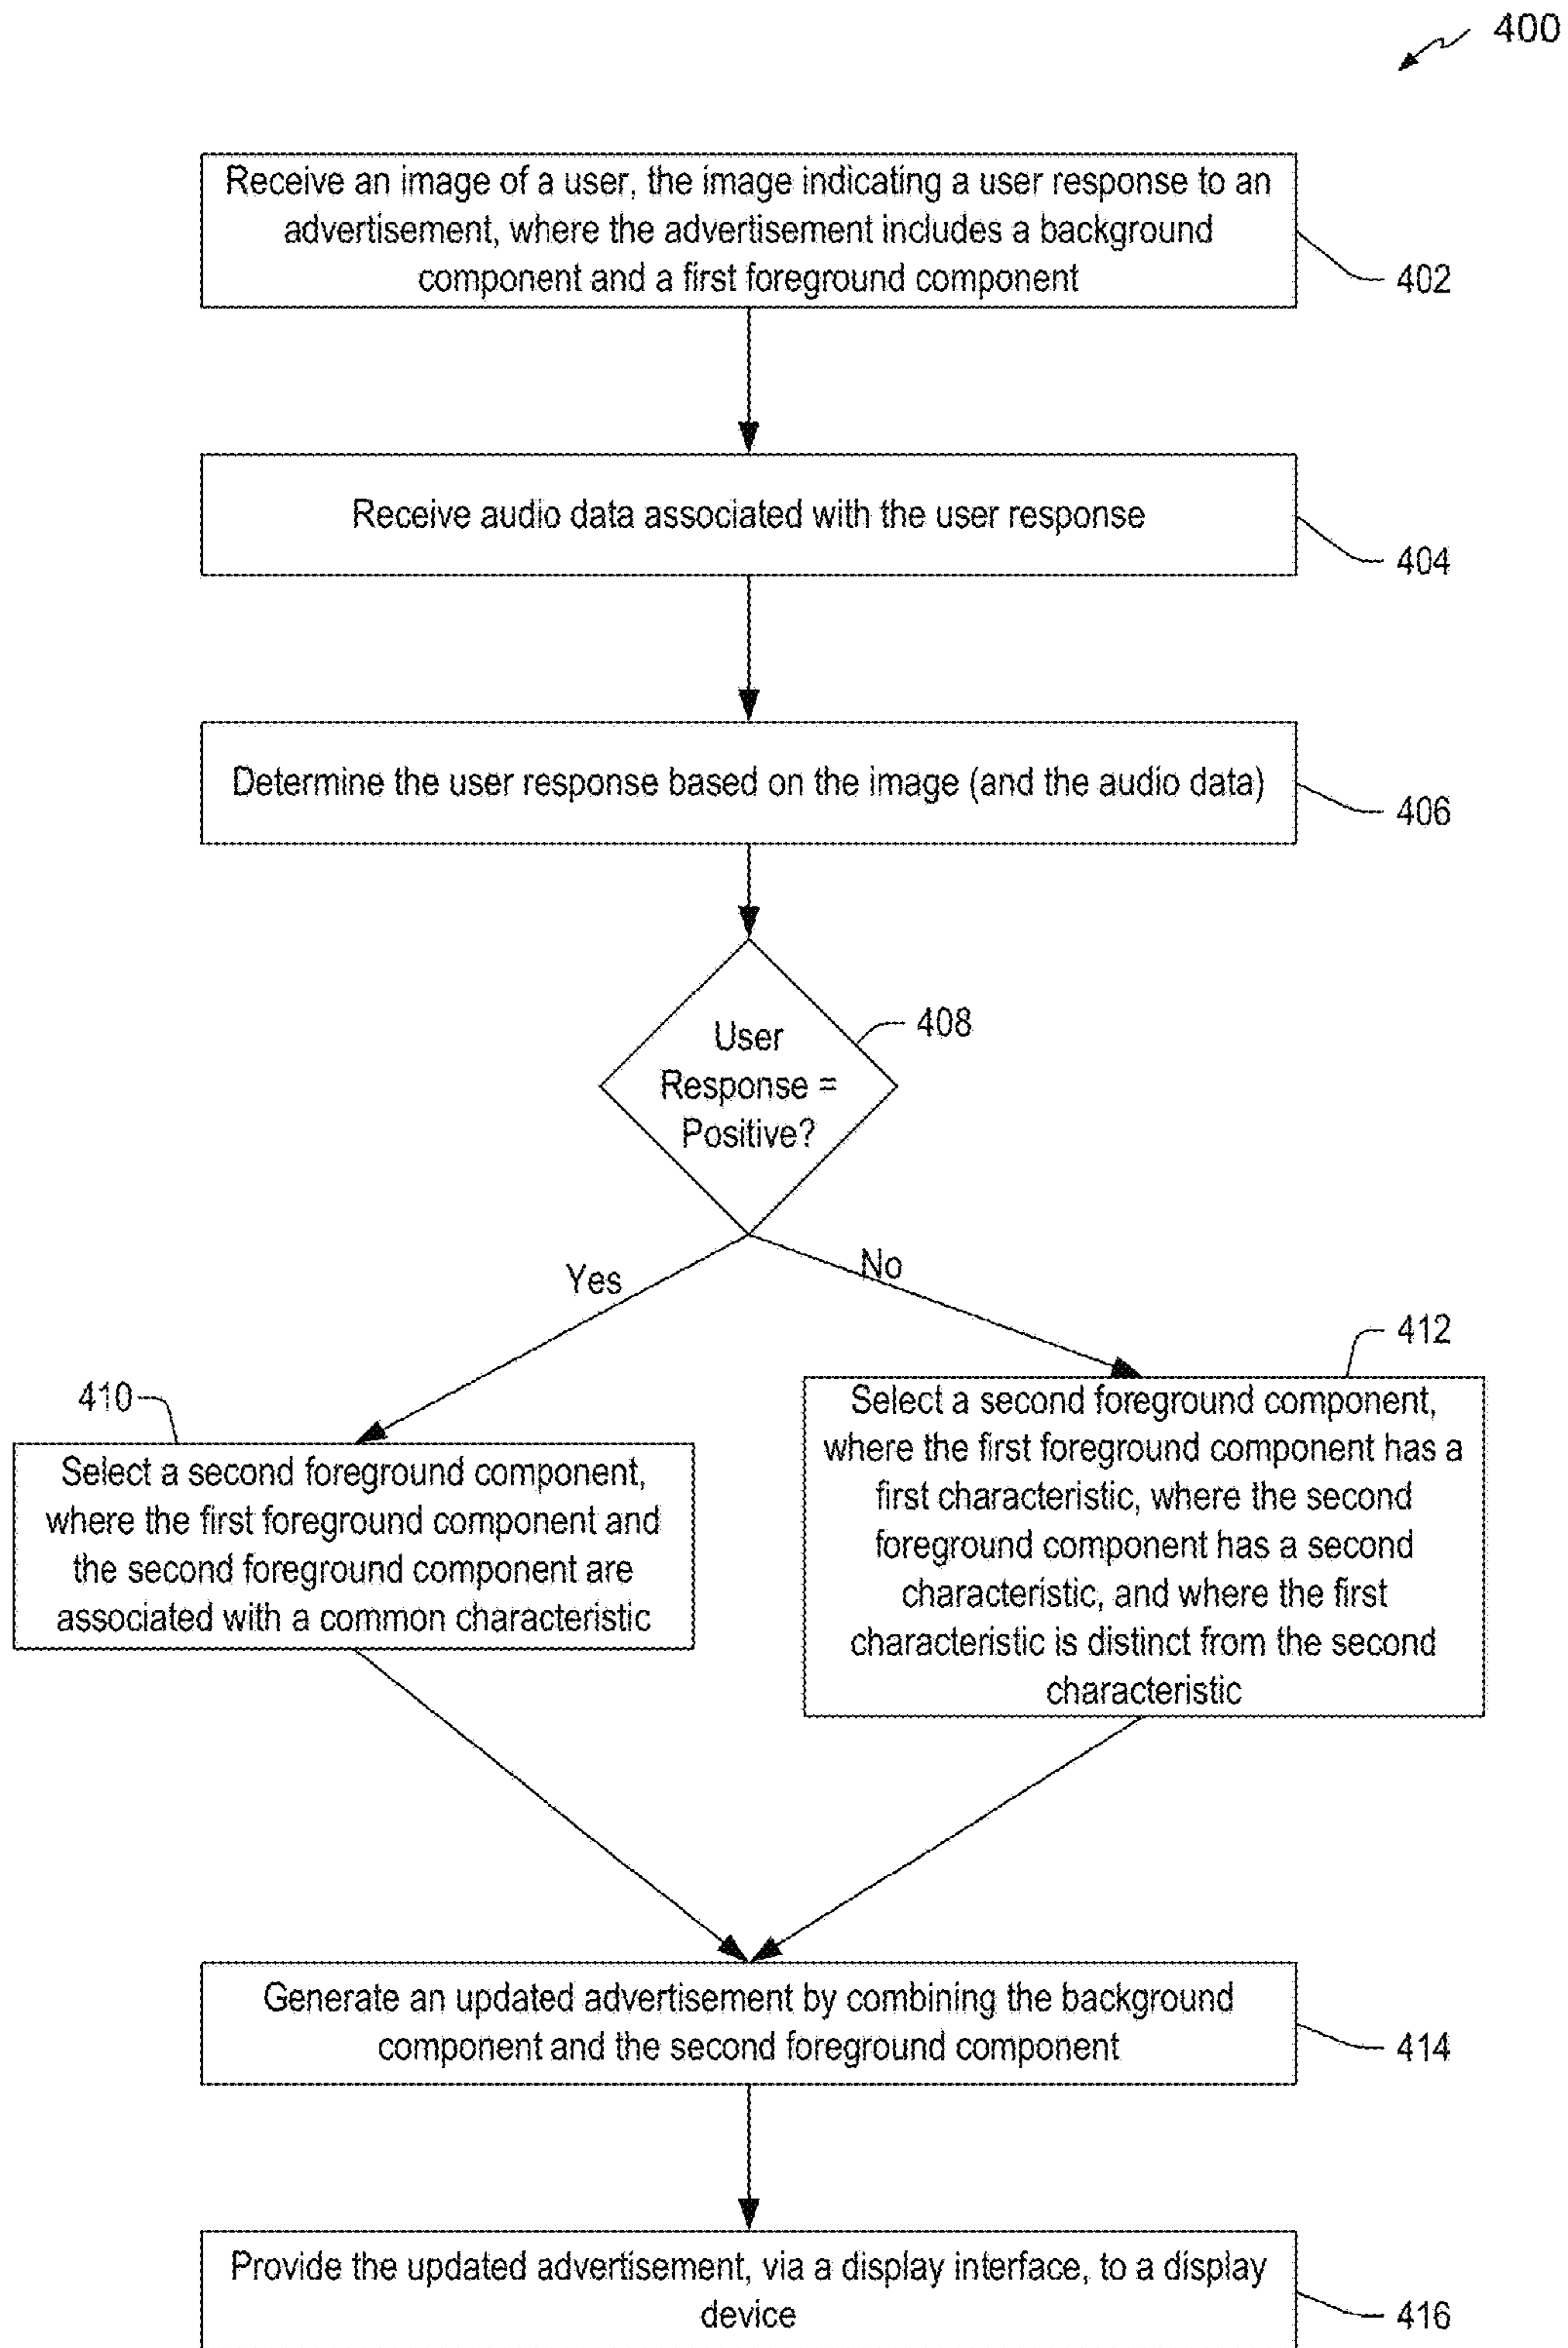 400
Receive an image of a user, the image indicating a user response to an
advertisement, where the advertisement includes a background
component and a first foreground component
402
Receive audio data associated with the user response
404
Determine the user response based on the image (and the audio data)
406
User
Response =
Positive?
408
Yes
No
410
412
Select a second foreground component,
where the first foreground component and
the second foreground component are
associated with a common characteristic
Select a second foreground component,
where the first foreground component has a
first characteristic, where the second
foreground component has a second
characteristic, and where the first
characteristic is distinct from the second
characteristic
Generate an updated advertisement by combining the background
component and the second foreground component
414
Provide the updated advertisement, via a display interface, to a display
device
416